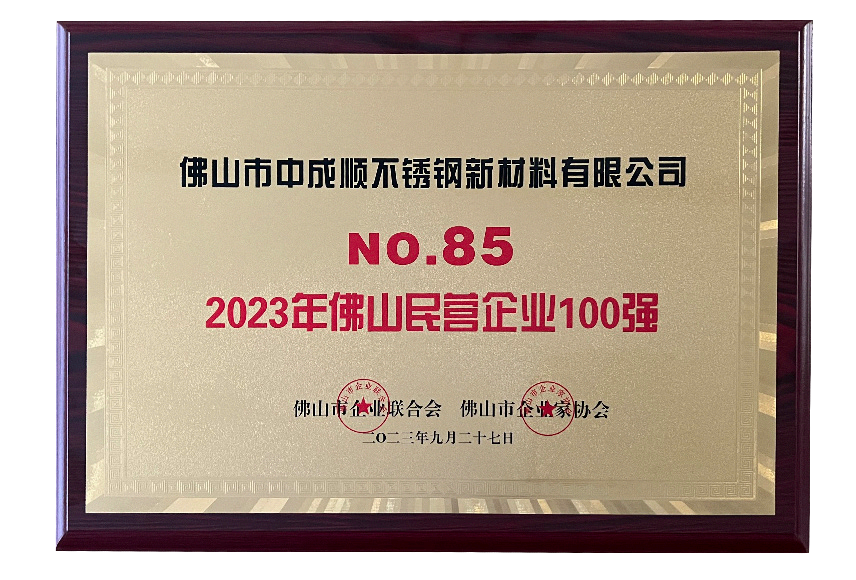 佛山市中成顺不锈钢新材料有限公司
NO.85
2023年佛山民营企业100强
佛山市企业联合会 佛山市企业家协会
二〇二三年九月二十七日